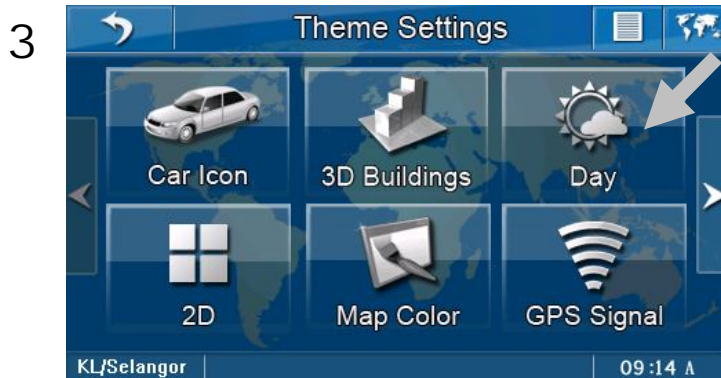 3
Theme Settings
Car Icon
3D Buildings
Day
2D
Map Color
GPS Signal
KL/Selangor
09:14 A